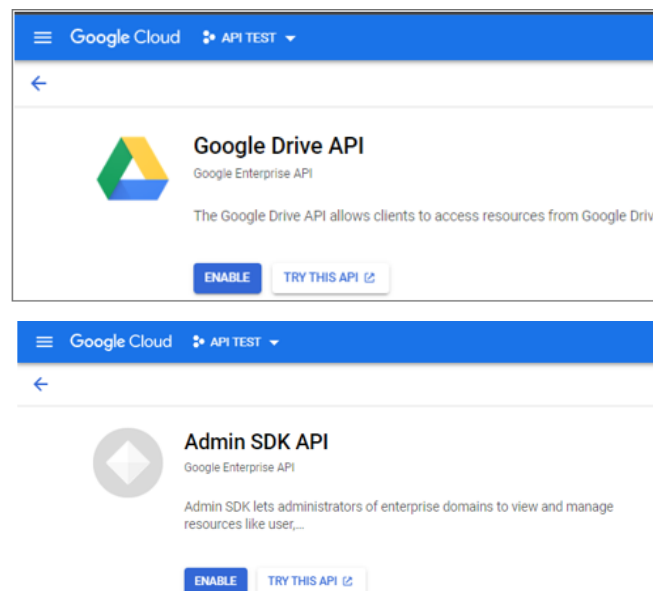 Google Cloud API TEST
Google Drive API
Google Enterprise API
The Google Drive API allows clients to access resources from Google
ENABLE TRY THIS API
Google Cloud API TEST
Admin SDK API
Google Enterprise API
Admin SDK lets administrators of enterprise domains to view and manage
resources like user,...
ENABLE TRY THIS API